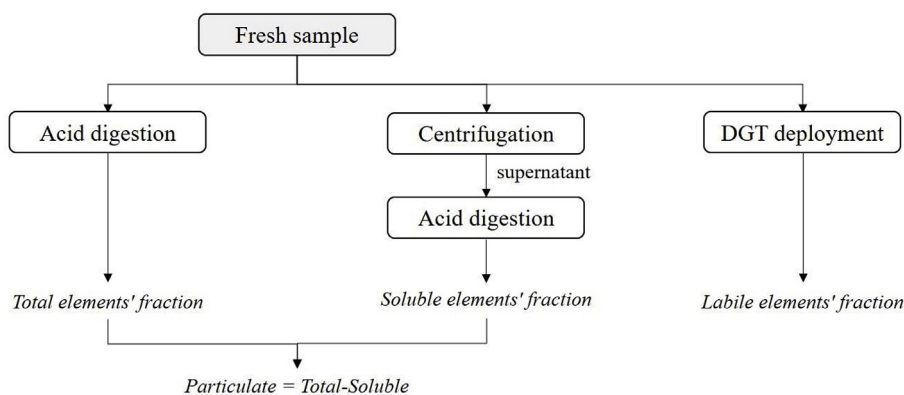 Fresh sample
Acid digestion
Centrifugation
DGT deployment
supernatant
Acid digestion
Total elements' fraction
Soluble elements' fraction
Labile elements' fraction
Particulate = Total-Soluble